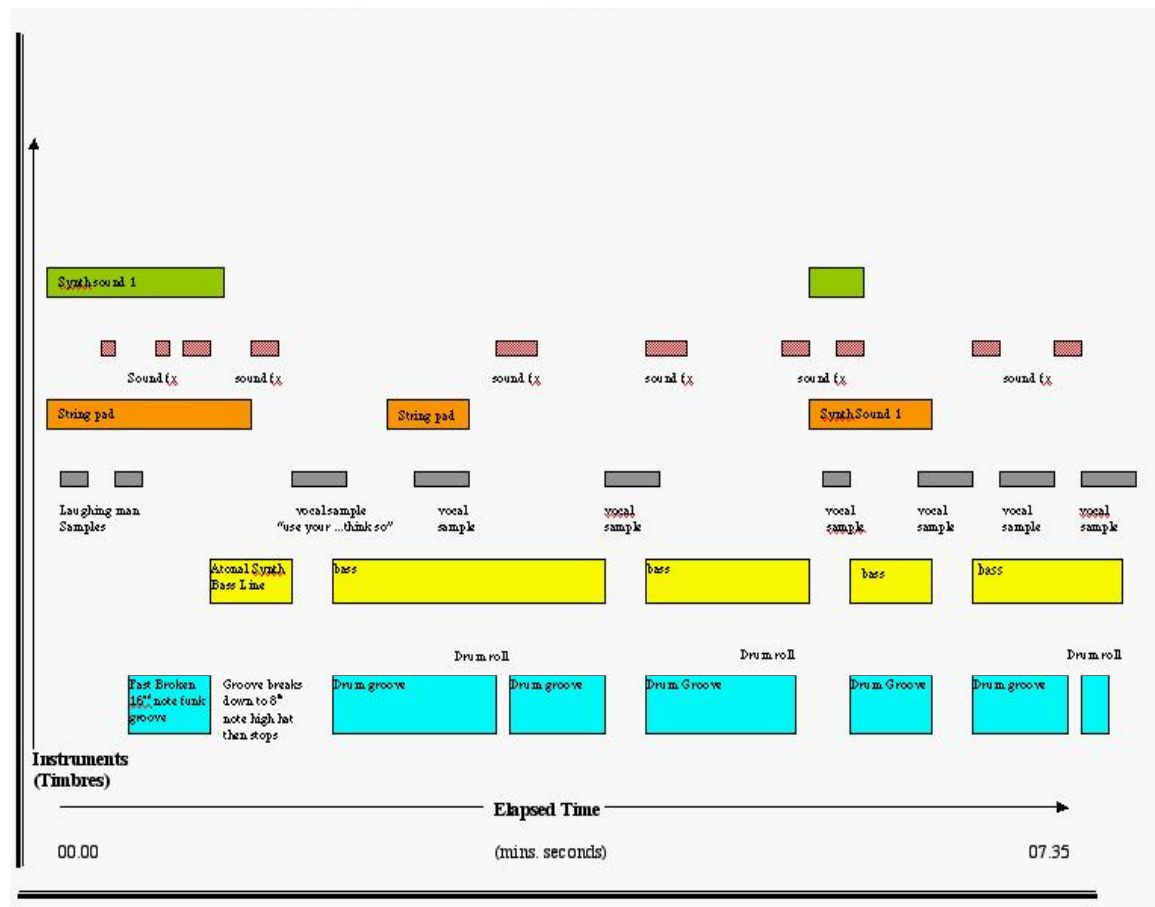 Synth sound 1
Sound fx sound fx sound fx sound fx sound fx sound fx
String pad String pad Synth Sound 1
Laughing man vocal sample vocal vocal vocal vocal vocal vocal
Samples "use your ...think so" sample sample sample sample sample sample
Atonal Synth bass bass bass bass
Bass Line
Drum roll Drum roll Drum roll
Fast Broken Groove breaks Drum groove Drum groove Drum Groove Drum Groove Drum groove
16nd note funk down to 8th
groove note high hat
then stops
Instruments
(Timbres)
Elapsed Time
00.00 (mins. seconds) 07.35